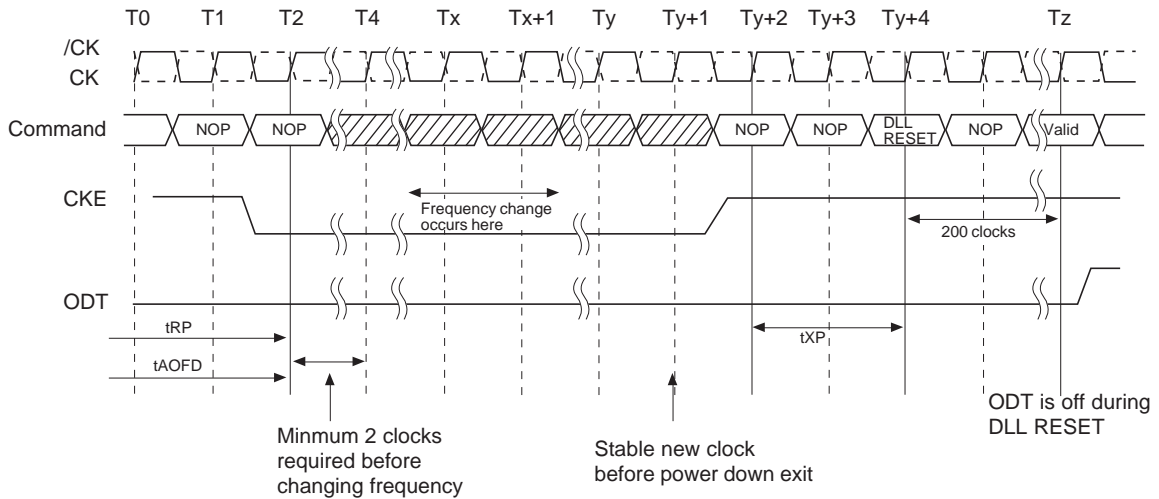 T0 T1 T2 T4 Tx Tx+1 Ty Ty+1 Ty+2 Ty+3 Ty+4 Tz
/CK
CK
Command NOP NOP NOP NOP DLL RESET NOP Valid
CKE
Frequency change
occurs here
200 clocks
ODT
tRP
tXP
tAOFD
Minmum 2 clocks
required before
changing frequency
Stable new clock
before power down exit
ODT is off during
DLL RESET